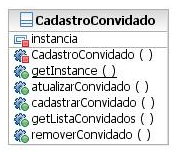 CadastroConvidado
instancia
CadastroConvidado ( )
getInstance ( )
atualizarConvidado ( )
cadastrarConvidado ( )
getListaConvidados ( )
removerConvidado ( )